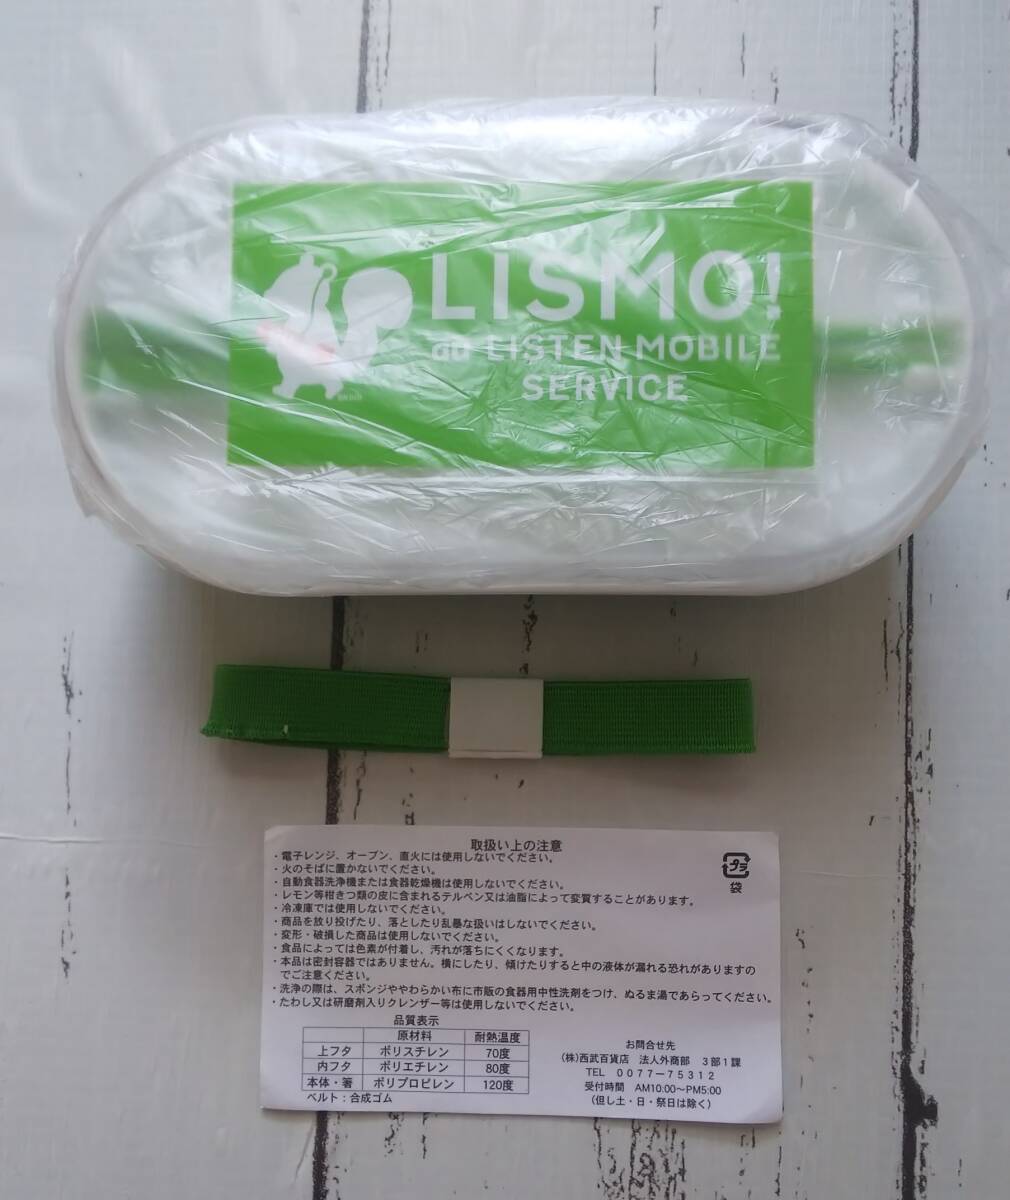 LISMO!
au LISTEN MOBILE
SERVICE
取扱い上の注意
・電子レンジ、オーブン、直火には使用しないでください。
・火のそばに置かないでください。
・自動食器洗浄機または食器乾燥機は使用しないでください。
・レモン等柑きつ類の皮に含まれるテルペン又は油脂によって変質することがあります。
・冷凍庫では使用しないでください。
・商品を放り投げたり、落としたり乱暴な扱いはしないでください。
・変形・破損した商品は使用しないでください。
・食品によっては色素が付着し、汚れが落ちにくくなります。
・本品は密封容器ではありません。横にしたり、傾けたりすると中の液体が漏れる恐れがありますの
でご注意ください。
・洗浄の際は、スポンジややわらかい布に市販の食器用中性洗剤をつけ、ぬるま湯であらってください。
・たわし又は研磨剤入りクレンザー等は使用しないでください。
プラ
袋
品質表示
原材料 耐熱温度
上フタ ポリスチレン 70度
内フタ ポリエチレン 80度
本体・箸 ポリプロピレン 120度
ベルト：合成ゴム
お問合せ先
(株)西武百貨店 法人外商部 3部1課
TEL 0077-75312
受付時間 AM10:00～PM5:00
(但し土・日・祭日は除く)